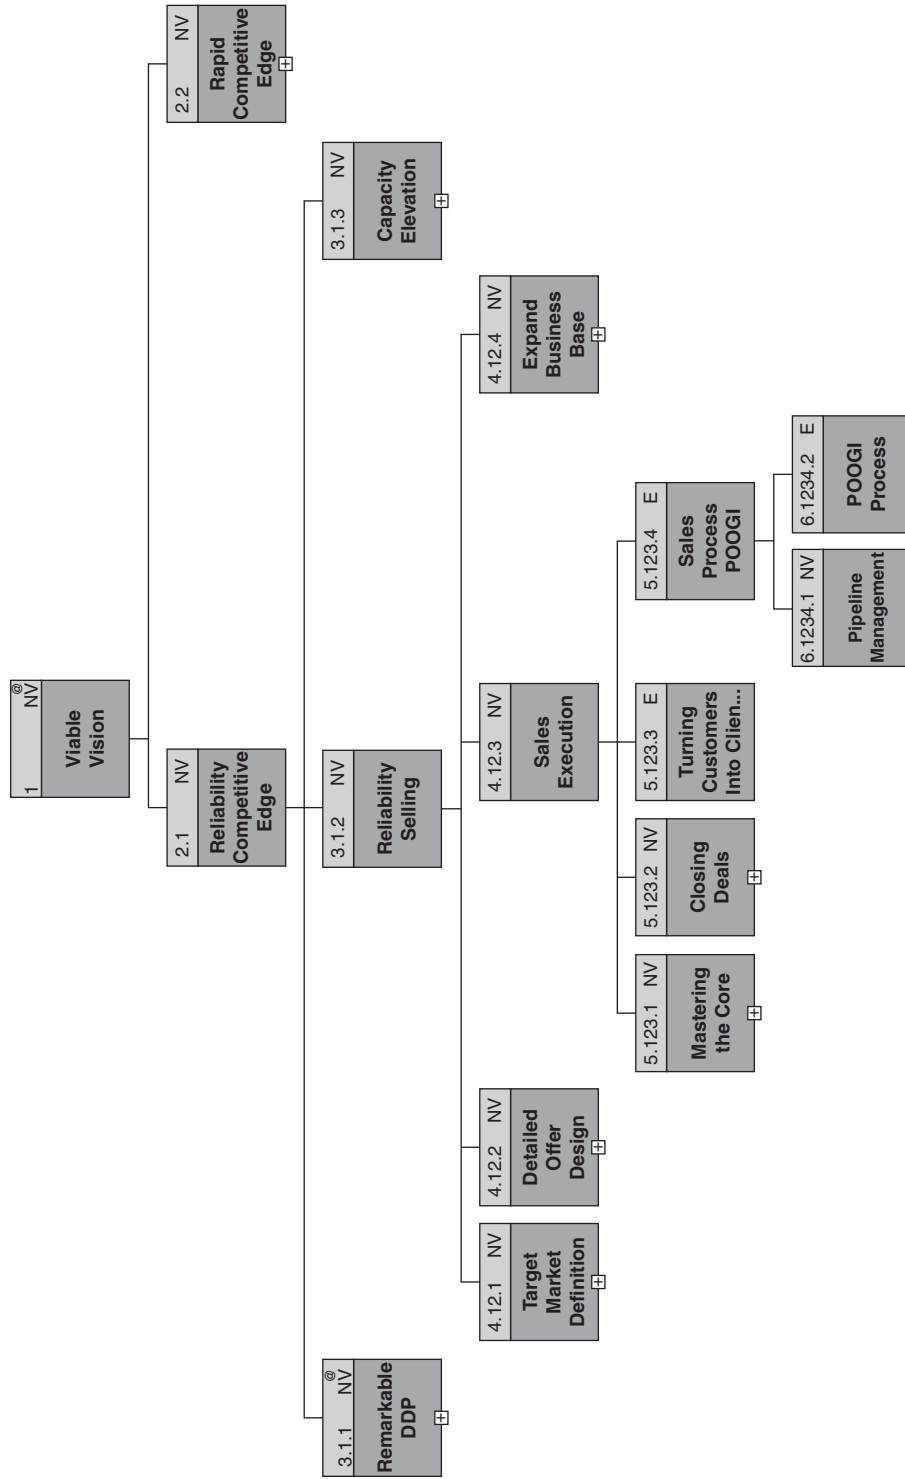 1 NV @
Viable
Vision
2.1 NV
Reliability
Competitive
Edge
2.2 NV
Rapid
Competitive
Edge
3.1.1 NV @
Remarkable
DDP
3.1.2 NV
Reliability
Selling
3.1.3 NV
Capacity
Elevation
4.12.1 NV
Target
Market
Definition
4.12.2 NV
Detailed
Offer
Design
4.12.3 NV
Sales
Execution
4.12.4 NV
Expand
Business
Base
5.123.1 NV
Mastering
the Core
5.123.2 NV
Closing
Deals
5.123.3 E
Turning
Customers
Into Clien...
5.123.4 E
Sales
Process
POOGI
6.1234.1 NV
Pipeline
Management
6.1234.2 E
POOGI
Process